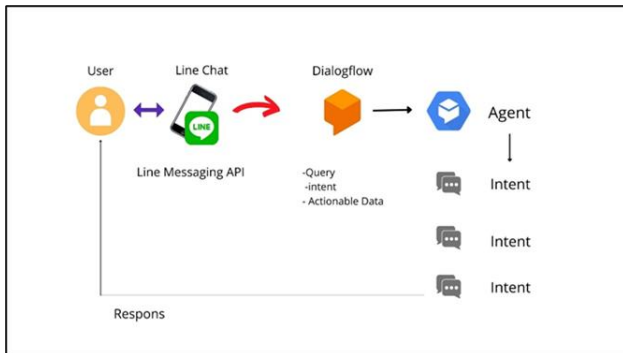 User
Line Chat
Dialogflow
LINE
Agent
Line Messaging API
-Query
-intent
- Actionable Data
Intent
Intent
Intent
Respons